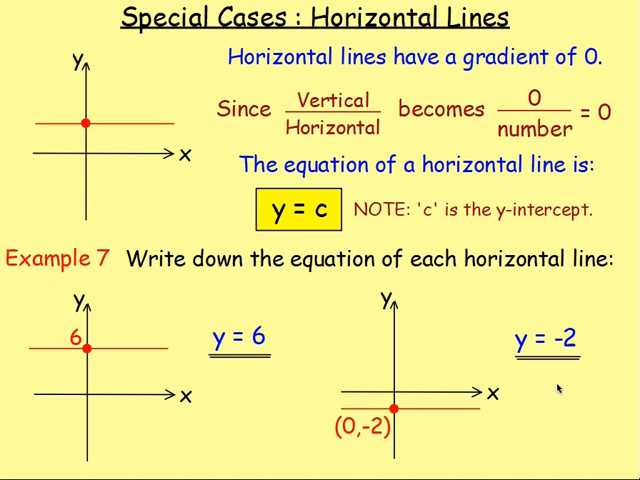 Special Cases : Horizontal Lines
y
x
Horizontal lines have a gradient of 0.
Since Vertical becomes 0 = 0
Horizontal number
The equation of a horizontal line is:
y = c NOTE: 'c' is the y-intercept.
Example 7 Write down the equation of each horizontal line:
y
6
x
y = 6
y
x
(0,-2)
y = -2